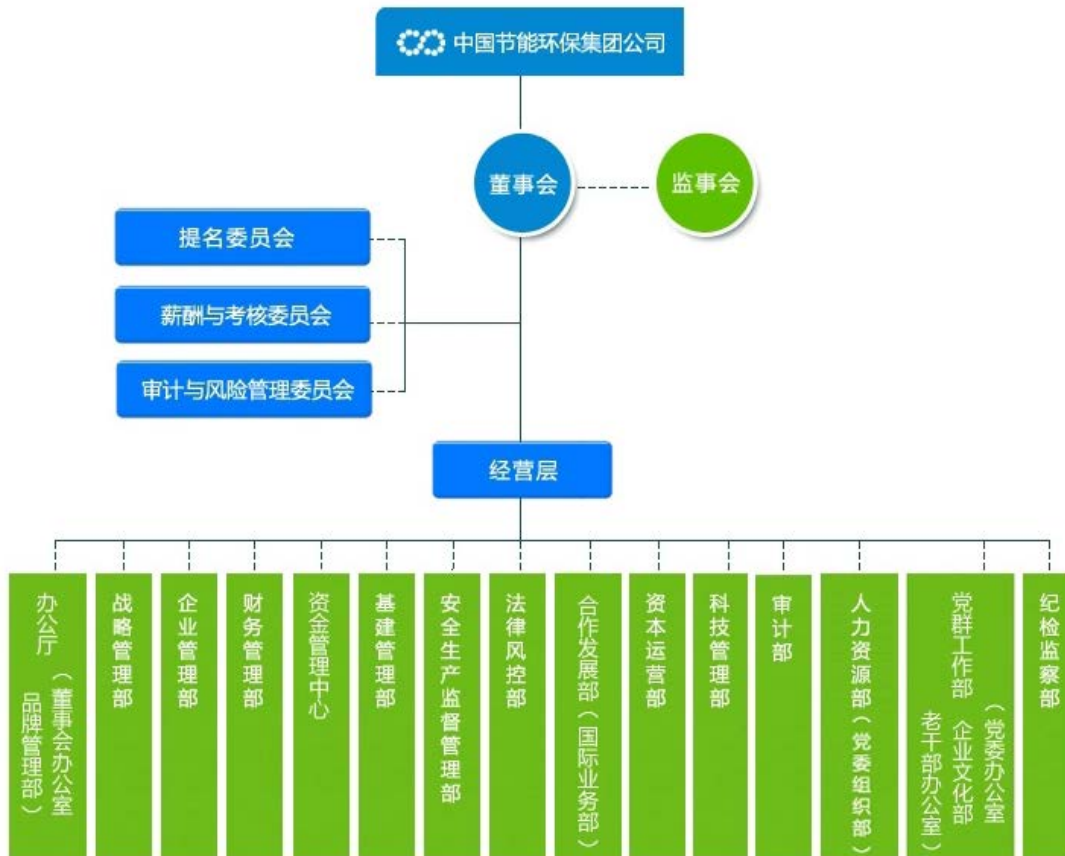 中国节能环保集团公司
董事会
监事会
提名委员会
薪酬与考核委员会
审计与风险管理委员会
经营层
办公厅
（董事会办公室
品牌管理部）
战略管理部
企业管理部
财务管理部
资金管理中心
基建管理部
安全生产监督管理部
法律风控部
合作发展部（国际业务部）
资本运营部
科技管理部
审计部
人力资源部（党委组织部）
党群工作部
（党委办公室
企业文化部
老干部办公室）
纪检监察部